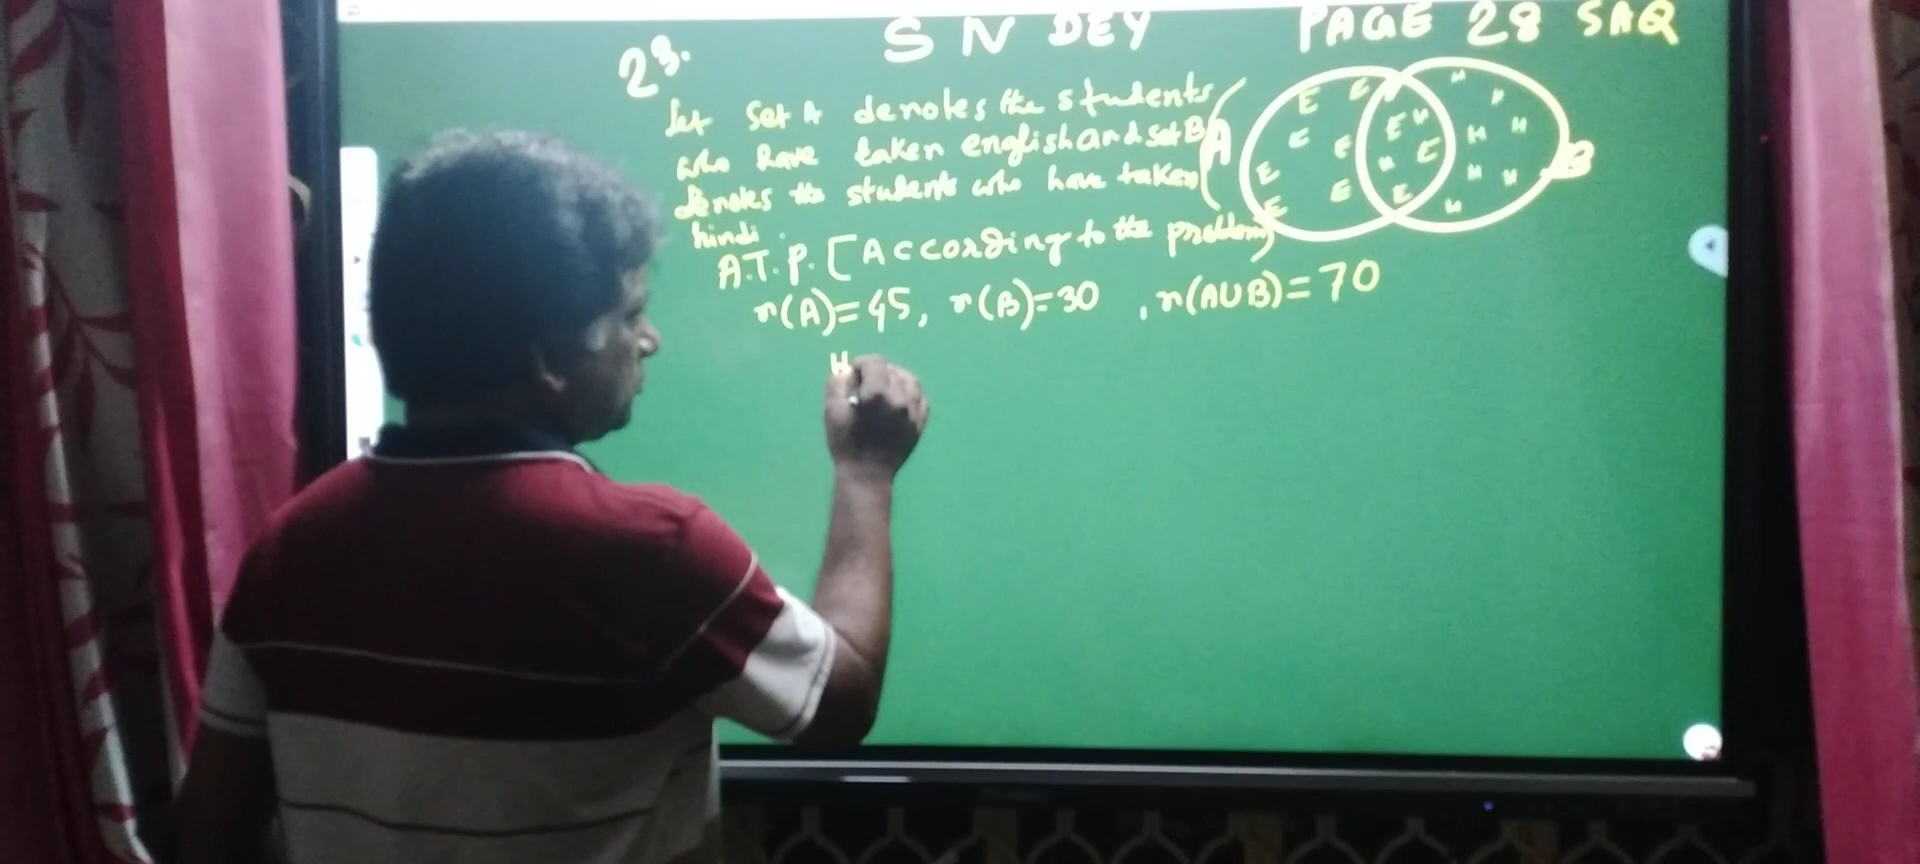 S N DEY PAGE 28 SAQ
23.
Let Set A denotes the students
who have taken english and set B
denotes the students who have taken
hindi
A.T.P. [According to the problem]
n(A)=45, n(B)=30 , n(AUB)=70
H
A
B
E E E E E E E E
E H H E E
H H H H H H H